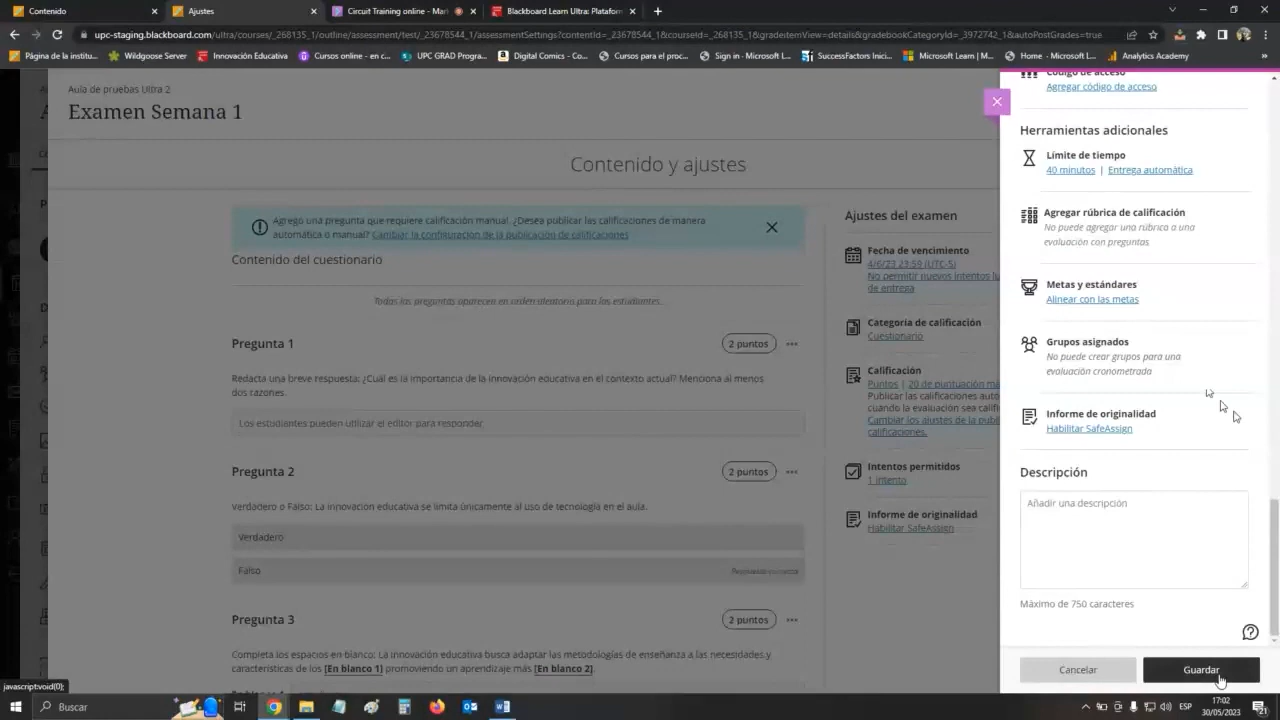 Contenido
Ajustes
Circuit Training online - Mar
Blackboard Learn Ultra: Platafor
upc-staging.blackboard.com/ultra/courses/_268135_1/outline/assessment/test/_23678544_1/assessmentSettings?contentId=_23678544_1&courseId=_268135_1&gradeitemView=details&gradebookCategoryId=_3972742_1&autoPostGrades=true
Página de la institu...
Wildgoose Server
Innovación Educativa
Cursos online - en c...
UPC GRAD Progra...
Digital Comics - Co...
Cursos para profes...
Sign in - Microsoft L...
SuccessFactors Inici...
Microsoft Learn | M...
Home - Microsoft L...
Analytics Academy
Aula de pruebas Ultra 2
Examen Semana 1
Contenido y ajustes
Agregó una pregunta que requiere calificación manual. ¿Desea publicar las calificaciones de manera
automática o manual? Cambiar la configuración de la publicación de calificaciones
Contenido del cuestionario
Todas las preguntas aparecen en orden aleatorio para los estudiantes.
Pregunta 1
2 puntos
Redacta una breve respuesta: ¿Cuál es la importancia de la innovación educativa en el contexto actual? Menciona al menos
dos razones.
Los estudiantes pueden utilizar el editor para responder
Pregunta 2
2 puntos
Verdadero o Falso: La innovación educativa se limita únicamente al uso de tecnología en el aula.
Verdadero
Falso
Respuesta correcta
Pregunta 3
2 puntos
Completa los espacios en blanco: La innovación educativa busca adaptar las metodologías de enseñanza a las necesidades y
características de los [En blanco 1] promoviendo un aprendizaje más [En blanco 2].
Ajustes del examen
Fecha de vencimiento
4/6/23 23:59 (UTC-5)
No permitir nuevos intentos lu
de entrega
Categoría de calificación
Cuestionario
Calificación
Puntos | 20 de puntuación má
Publicar las calificaciones auto
cuando la evaluación sea califi
Cambiar los ajustes de la publi
calificaciones.
Intentos permitidos
1 intento
Informe de originalidad
Habilitar SafeAssign
Código de acceso
Agregar código de acceso
Herramientas adicionales
Límite de tiempo
40 minutos | Entrega automática
Agregar rúbrica de calificación
No puede agregar una rúbrica a una
evaluación con preguntas
Metas y estándares
Alinear con las metas
Grupos asignados
No puede crear grupos para una
evaluación cronometrada
Informe de originalidad
Habilitar SafeAssign
Descripción
Añadir una descripción
Máximo de 750 caracteres
Cancelar
Guardar
javascript:void(0);
Buscar
ESP
17:02
30/05/2023
21